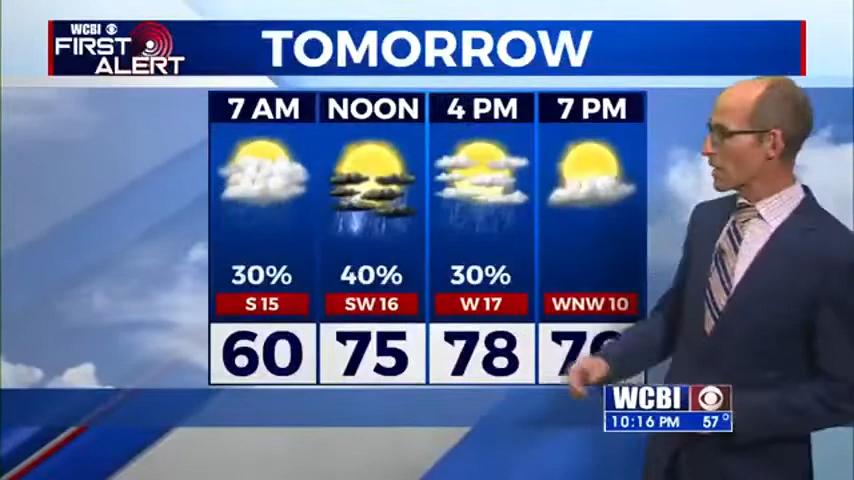 WCBI
FIRST
ALERT
TOMORROW
7 AM NOON 4 PM 7 PM
30% 40% 30%
S 15 SW 16 W 17 WNW 10
60 75 78
WCBI
10:16 PM 57°